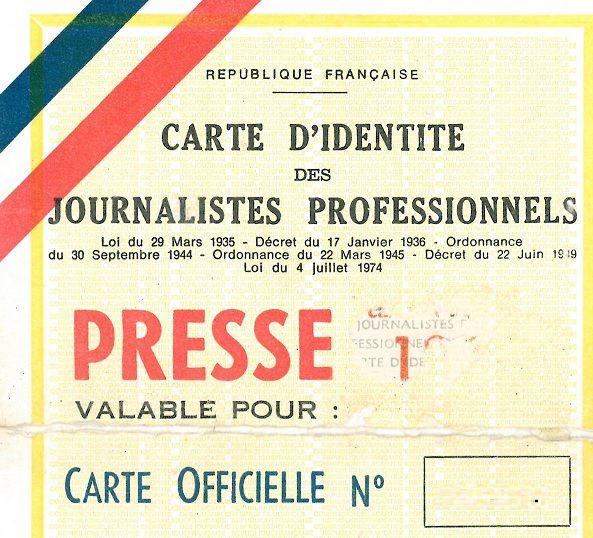 REPUBLIQUE FRANÇAISE
CARTE D'IDENTITE
DES
JOURNALISTES PROFESSIONNELS
Loi du 29 Mars 1935 - Décret du 17 Janvier 1936 - Ordonnance
du 30 Septembre 1944 - Ordonnance du 22 Mars 1945 - Décret du 22 Juin 1949
Loi du 4 Juillet 1974
PRESSE
JOURNALISTES
VALABLE POUR :
CARTE OFFICIELLE Nº